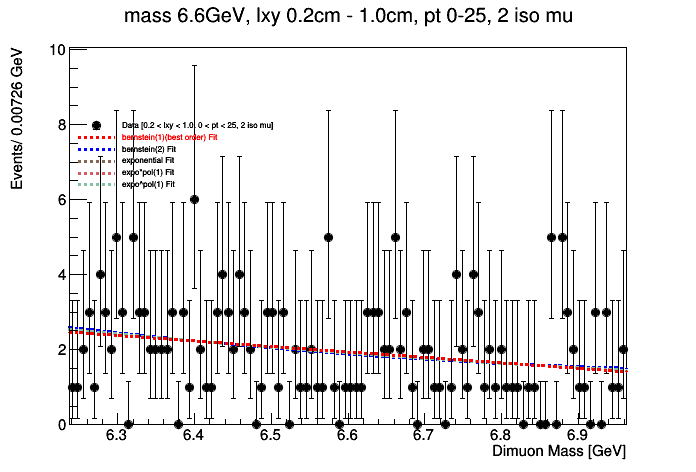 mass 6.6GeV, lxy 0.2cm - 1.0cm, pt 0-25, 2 iso mu
Events/ 0.00726 GeV
10
8
6
4
2
0
Data [0.2 < lxy < 1.0, 0 < pt < 25, 2 iso mu]
bernstein(1)(best order) Fit
bernstein(2) Fit
exponential Fit
expo*pol(1) Fit
expo^pol(1) Fit
6.3 6.4 6.5 6.6 6.7 6.8 6.9
Dimuon Mass [GeV]